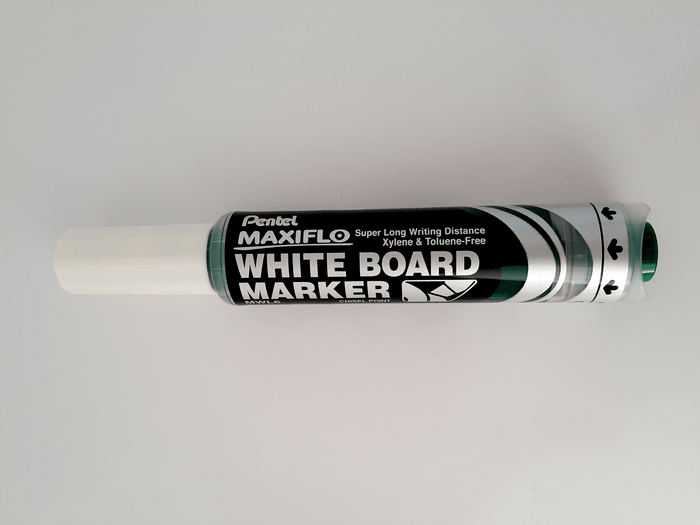 Pentel
MAXIFLO
Super Long Writing Distance
Xylene & Toluene-Free
WHITE BOARD
MARKER
MWL6
CHISEL POINT